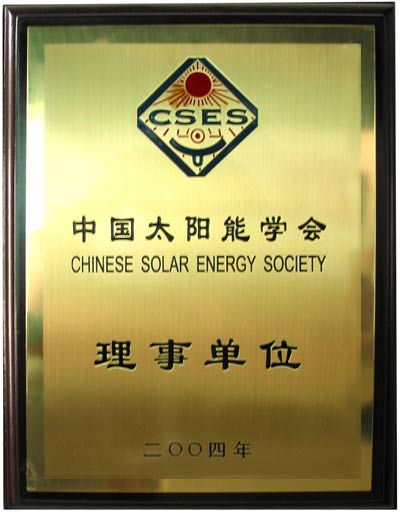 CSES
中国太阳能学会
CHINESE SOLAR ENERGY SOCIETY
理事单位
二〇〇四年